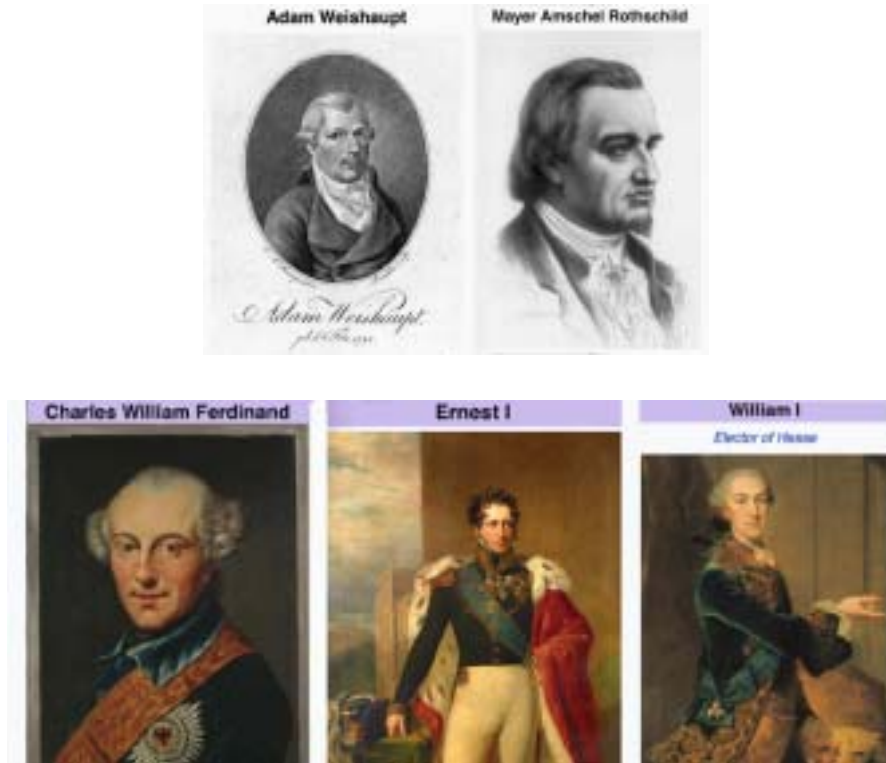 Adam Weishaupt
Mayer Amschel Rothschild
Adam Weishaupt.
Charles William Ferdinand
Ernest I
William I
Elector of Hesse